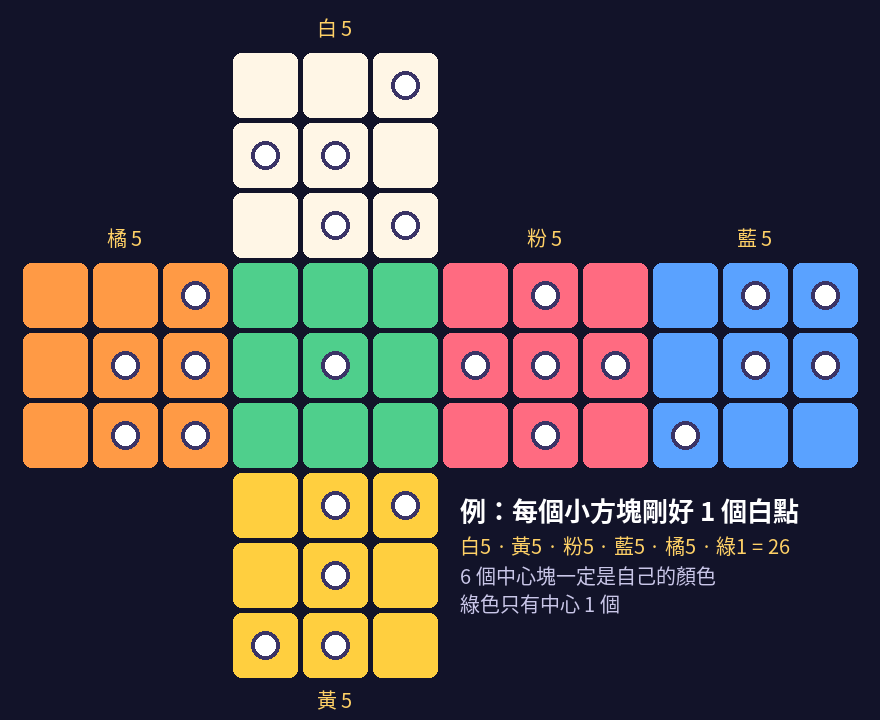 白 5
橘 5
粉 5
藍 5
例：每個小方塊剛好 1 個白點
白5 · 黃5 · 粉5 · 藍5 · 橘5 · 綠1 = 26
6 個中心塊一定是自己的顏色
綠色只有中心 1 個
黃 5